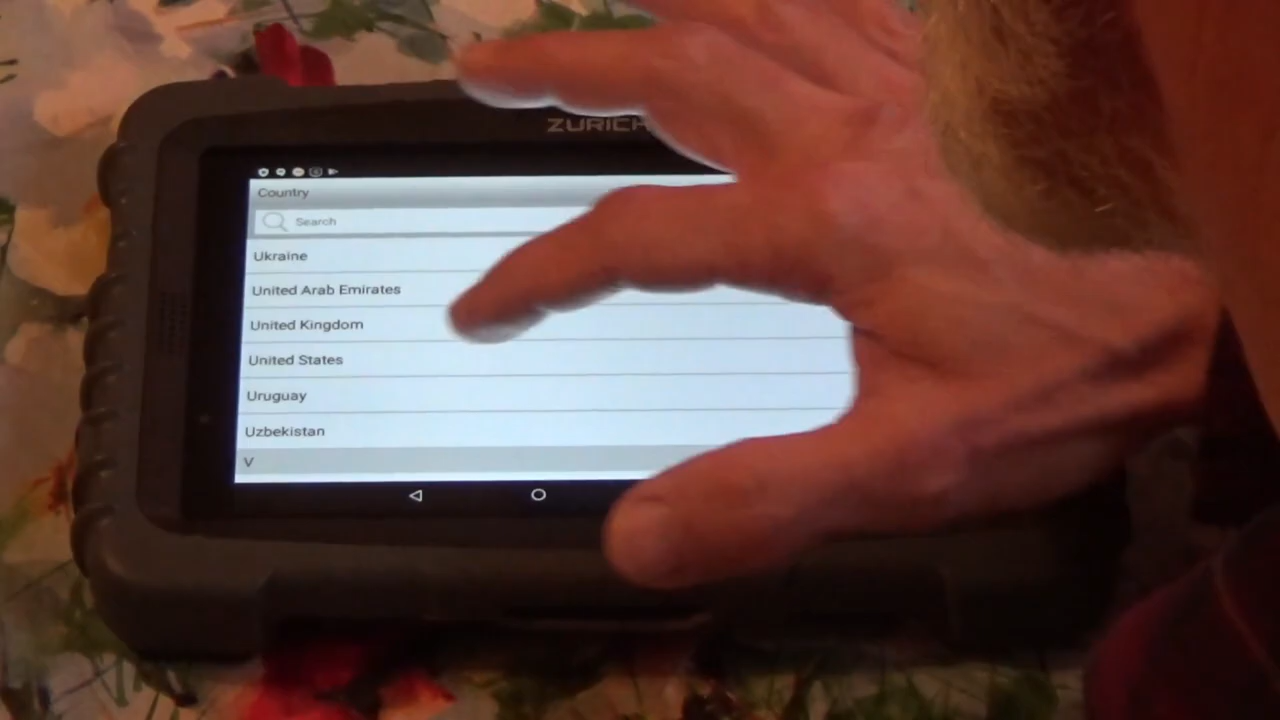 ZURICH
Country
Search
Ukraine
United Arab Emirates
United Kingdom
United States
Uruguay
Uzbekistan
V